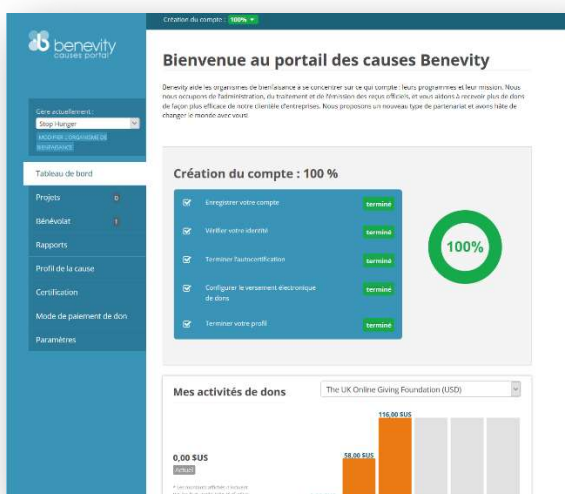 Création du compte : 100%
benevity
causes portal
Gère actuellement :
Stop Hunger
MODIFIER L'ORGANISME DE
BIENFAISANCE
Tableau de bord
Projets 0
Bénévolat 1
Rapports
Profil de la cause
Certification
Mode de paiement de don
Paramètres
Bienvenue au portail des causes Benevity
Benevity aide les organismes de bienfaisance à se concentrer sur ce qui compte : leurs programmes et leur mission. Nous
nous occupons de l'administration, du traitement et de l'émission des reçus officiels, et vous aidons à recevoir plus de dons
de façon plus efficace de notre clientèle d'entreprises. Nous proposons un nouveau type de partenariat et avons hâte de
changer le monde avec vous!
Création du compte : 100 %
Enregistrer votre compte terminé
Vérifier votre identité terminé
Terminer l'autocertification terminé
Configurer le versement électronique
de dons terminé
Terminer votre profil terminé
100%
Mes activités de dons
The UK Online Giving Foundation (USD)
116,00 $US
58,00 $US
0,00 $US
Actuel